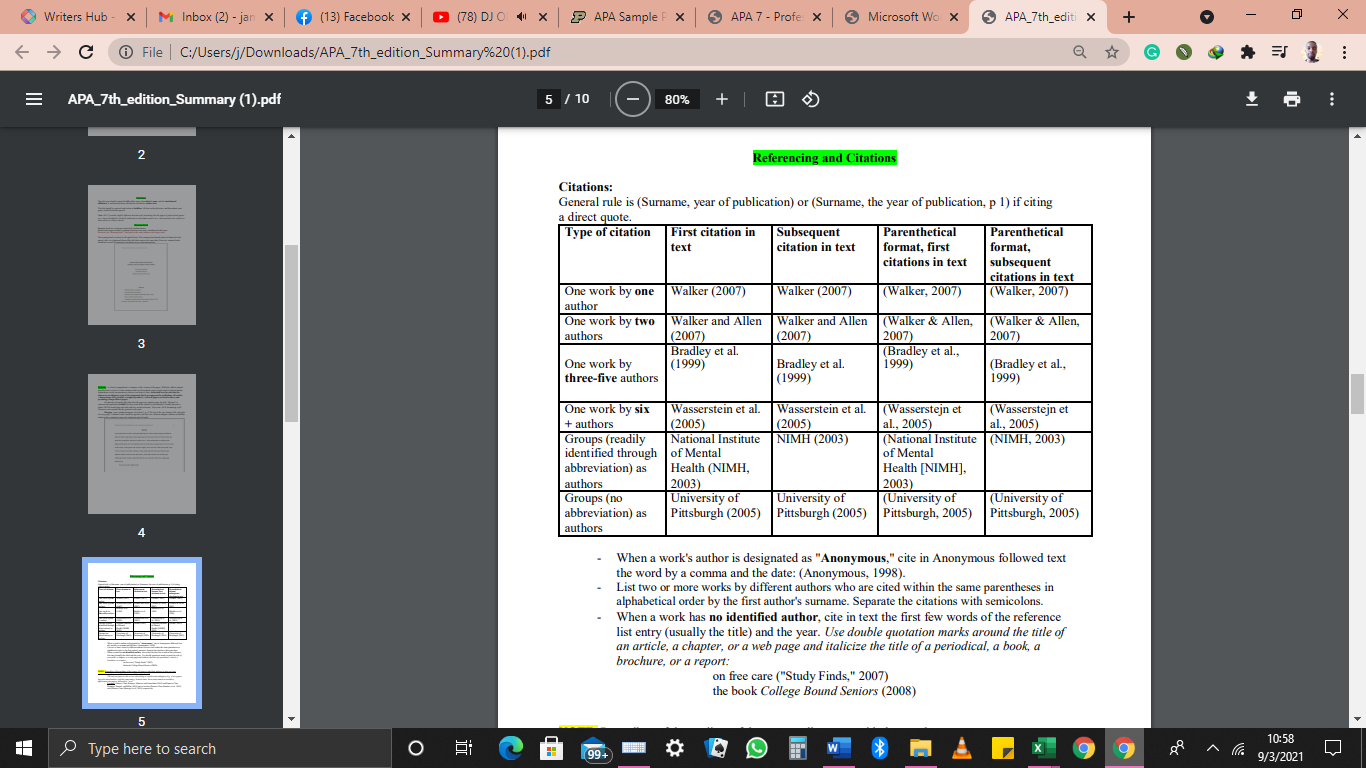 Writers Hub -
Inbox (2) - jan
(13) Facebook
(78) DJ O
APA Sample P
APA 7 - Profe
Microsoft Wo
APA_7th_editi
File
C:/Users/j/Downloads/APA_7th_edition_Summary%20(1).pdf
APA_7th_edition_Summary (1).pdf
5 / 10
80%
2
3
4
5
Referencing and Citations
Citations:
General rule is (Surname, year of publication) or (Surname, the year of publication, p 1) if citing
a direct quote.
Type of citation
First citation in
text
Subsequent
citation in text
Parenthetical
format, first
citations in text
Parenthetical
format,
subsequent
citations in text
One work by one
author
Walker (2007)
Walker (2007)
(Walker, 2007)
(Walker, 2007)
One work by two
authors
Walker and Allen
(2007)
Walker and Allen
(2007)
(Walker & Allen,
2007)
(Walker & Allen,
2007)
One work by
three-five authors
Bradley et al.
(1999)
Bradley et al.
(1999)
(Bradley et al.,
1999)
(Bradley et al.,
1999)
One work by six
+ authors
Wasserstein et al.
(2005)
Wasserstein et al.
(2005)
(Wasserstejn et
al., 2005)
(Wasserstejn et
al., 2005)
Groups (readily
identified through
abbreviation) as
authors
National Institute
of Mental
Health (NIMH,
2003)
NIMH (2003)
(National Institute
of Mental
Health [NIMH],
2003)
(NIMH, 2003)
Groups (no
abbreviation) as
authors
University of
Pittsburgh (2005)
University of
Pittsburgh (2005)
(University of
Pittsburgh, 2005)
(University of
Pittsburgh, 2005)
- When a work's author is designated as "Anonymous," cite in Anonymous followed text
the word by a comma and the date: (Anonymous, 1998).
- List two or more works by different authors who are cited within the same parentheses in
alphabetical order by the first author's surname. Separate the citations with semicolons.
- When a work has no identified author, cite in text the first few words of the reference
list entry (usually the title) and the year. Use double quotation marks around the title of
an article, a chapter, or a web page and italicize the title of a periodical, a book, a
brochure, or a report:
on free care ("Study Finds," 2007)
the book College Bound Seniors (2008)
Type here to search
99+
10:58
9/3/2021